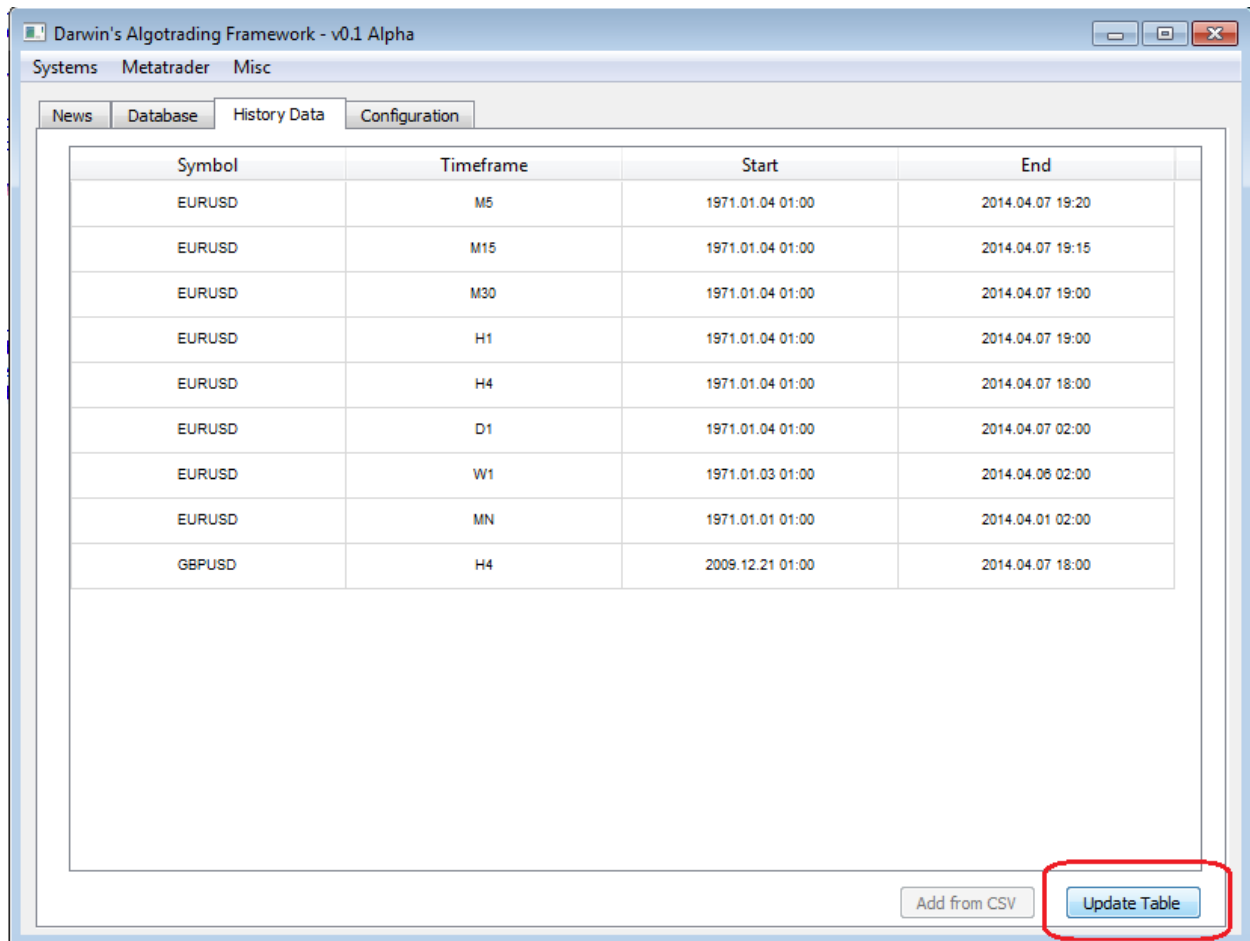 Darwin's Algotrading Framework - v0.1 Alpha
Systems Metatrader Misc
News Database History Data Configuration
Symbol Timeframe Start End
EURUSD M5 1971.01.04 01:00 2014.04.07 19:20
EURUSD M15 1971.01.04 01:00 2014.04.07 19:15
EURUSD M30 1971.01.04 01:00 2014.04.07 19:00
EURUSD H1 1971.01.04 01:00 2014.04.07 19:00
EURUSD H4 1971.01.04 01:00 2014.04.07 18:00
EURUSD D1 1971.01.04 01:00 2014.04.07 02:00
EURUSD W1 1971.01.03 01:00 2014.04.06 02:00
EURUSD MN 1971.01.01 01:00 2014.04.01 02:00
GBPUSD H4 2009.12.21 01:00 2014.04.07 18:00
Add from CSV Update Table